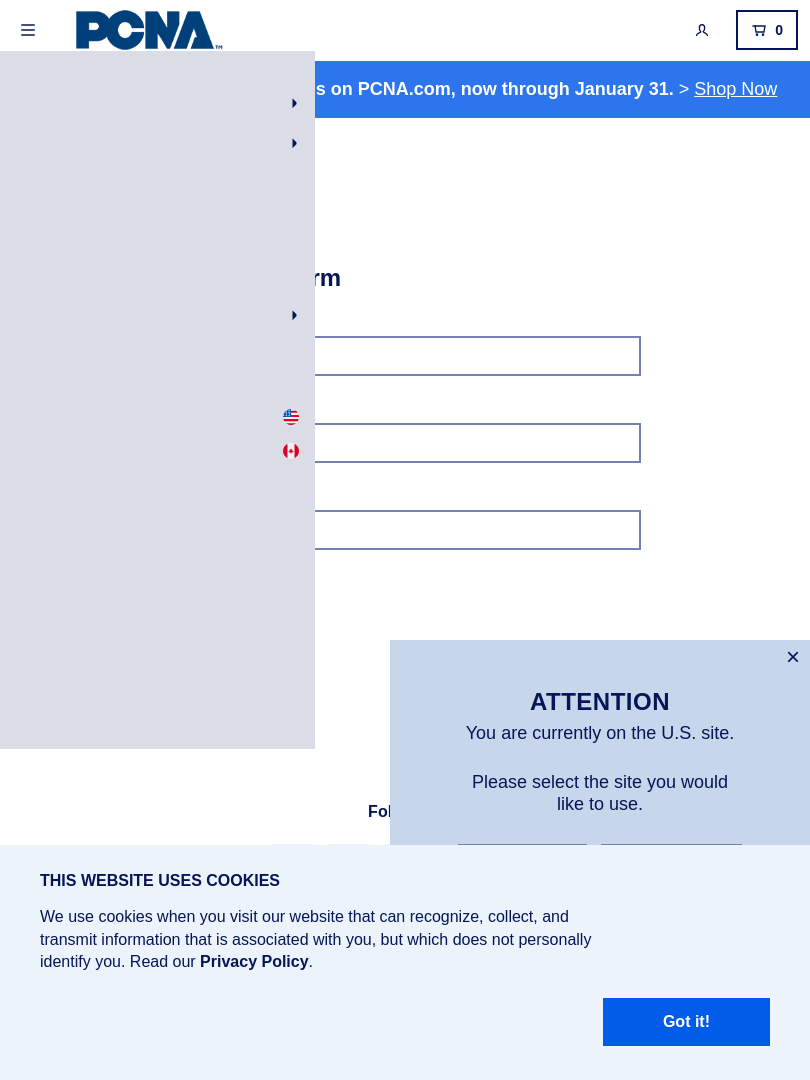 PCNA™
0
s on PCNA.com, now through January 31. > Shop Now
rm
ATTENTION
You are currently on the U.S. site.
Please select the site you would
like to use.
Fol
THIS WEBSITE USES COOKIES
We use cookies when you visit our website that can recognize, collect, and
transmit information that is associated with you, but which does not personally
identify you. Read our Privacy Policy.
Got it!